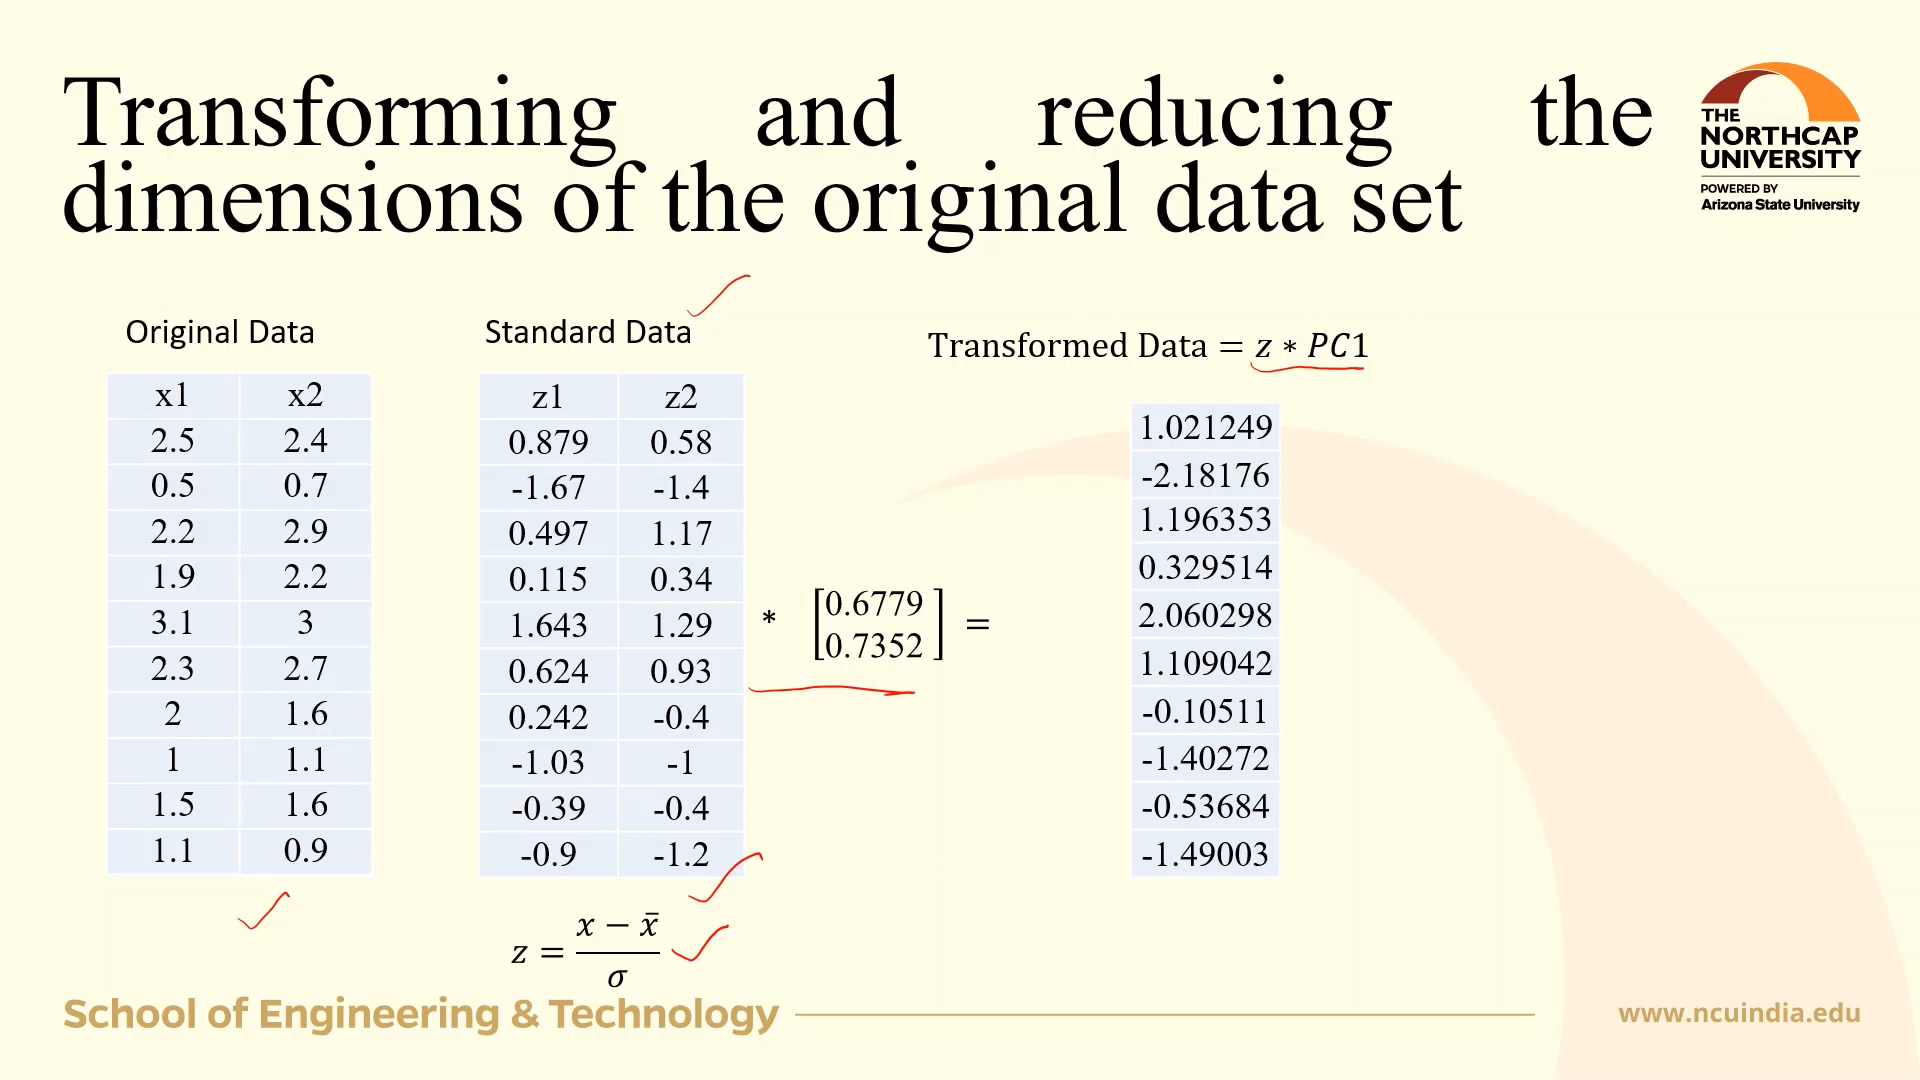 Transforming and reducing the
dimensions of the original data set
THE
NORTHCAP
UNIVERSITY
POWERED BY
Arizona State University
Original Data
x1 x2
2.5 2.4
0.5 0.7
2.2 2.9
1.9 2.2
3.1 3
2.3 2.7
2 1.6
1 1.1
1.5 1.6
1.1 0.9
Standard Data
z1 z2
0.879 0.58
-1.67 -1.4
0.497 1.17
0.115 0.34
1.643 1.29
0.624 0.93
0.242 -0.4
-1.03 -1
-0.39 -0.4
-0.9 -1.2
z = (x − x̄) / σ
* [0.6779
0.7352] =
Transformed Data = z ∗ PC1
1.021249
-2.18176
1.196353
0.329514
2.060298
1.109042
-0.10511
-1.40272
-0.53684
-1.49003
School of Engineering & Technology
www.ncuindia.edu